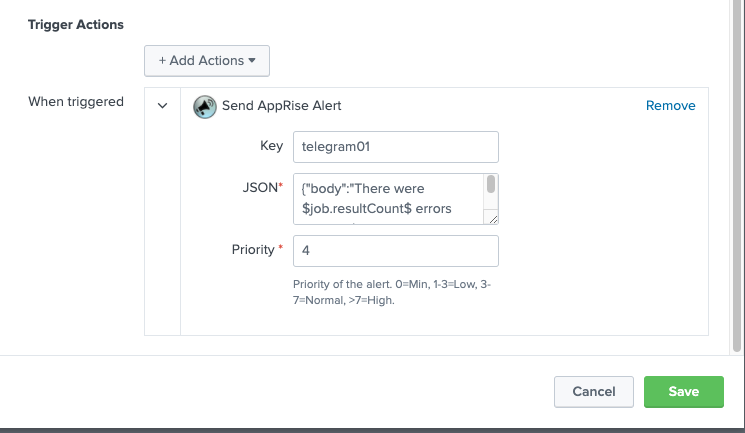 Trigger Actions
+ Add Actions
When triggered
Send AppRise Alert
Remove
Key
telegram01
JSON*
{"body":"There were
$job.resultCount$ errors
Priority *
4
Priority of the alert. 0=Min, 1-3=Low, 3-
7=Normal, >7=High.
Cancel
Save